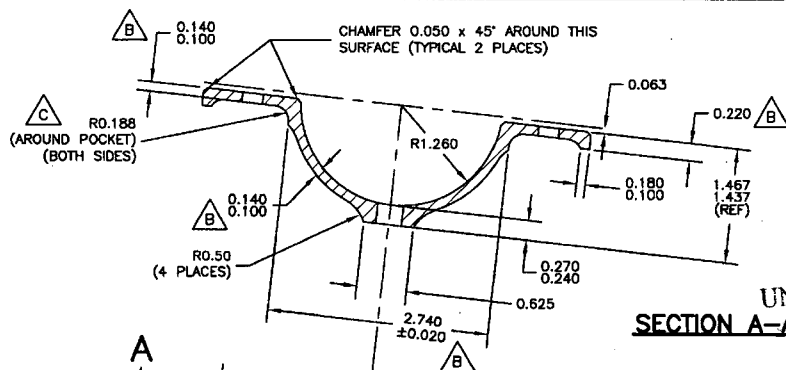 B
0.140
0.100
CHAMFER 0.050 x 45° AROUND THIS
SURFACE (TYPICAL 2 PLACES)
0.063
0.220
B
C
R0.188
(AROUND POCKET)
(BOTH SIDES)
R1.260
0.140
0.100
B
0.180
0.100
1.467
1.437
(REF)
R0.50
(4 PLACES)
0.270
0.240
0.625
2.740
±0.020
B
UN
SECTION A-A
A